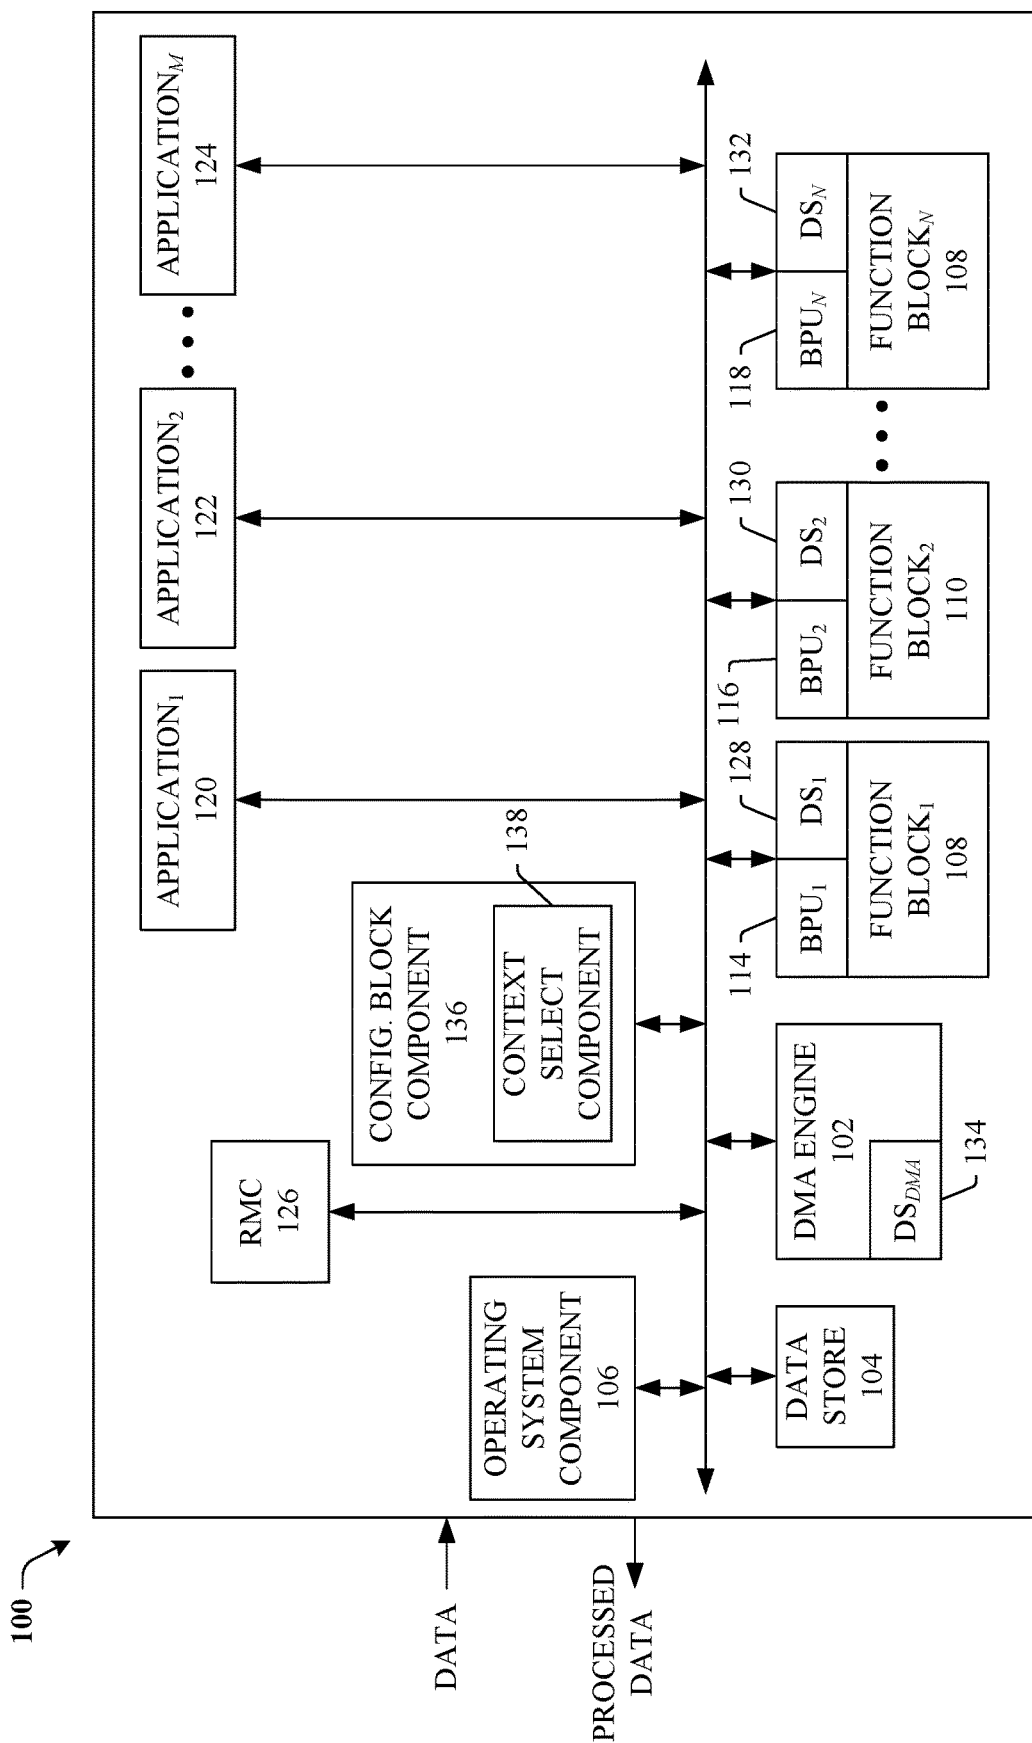 100
DATA
PROCESSED
DATA
APPLICATION1
120
APPLICATION2
122
APPLICATIONM
124
RMC
126
CONFIG. BLOCK
COMPONENT
136
CONTEXT
SELECT
COMPONENT
138
OPERATING
SYSTEM
COMPONENT
106
DATA
STORE
104
DMA ENGINE
102
DSDMA
134
114
BPU1
DS1
128
FUNCTION
BLOCK1
108
116
BPU2
DS2
130
FUNCTION
BLOCK2
110
118
BPUN
DSN
132
FUNCTION
BLOCKN
108